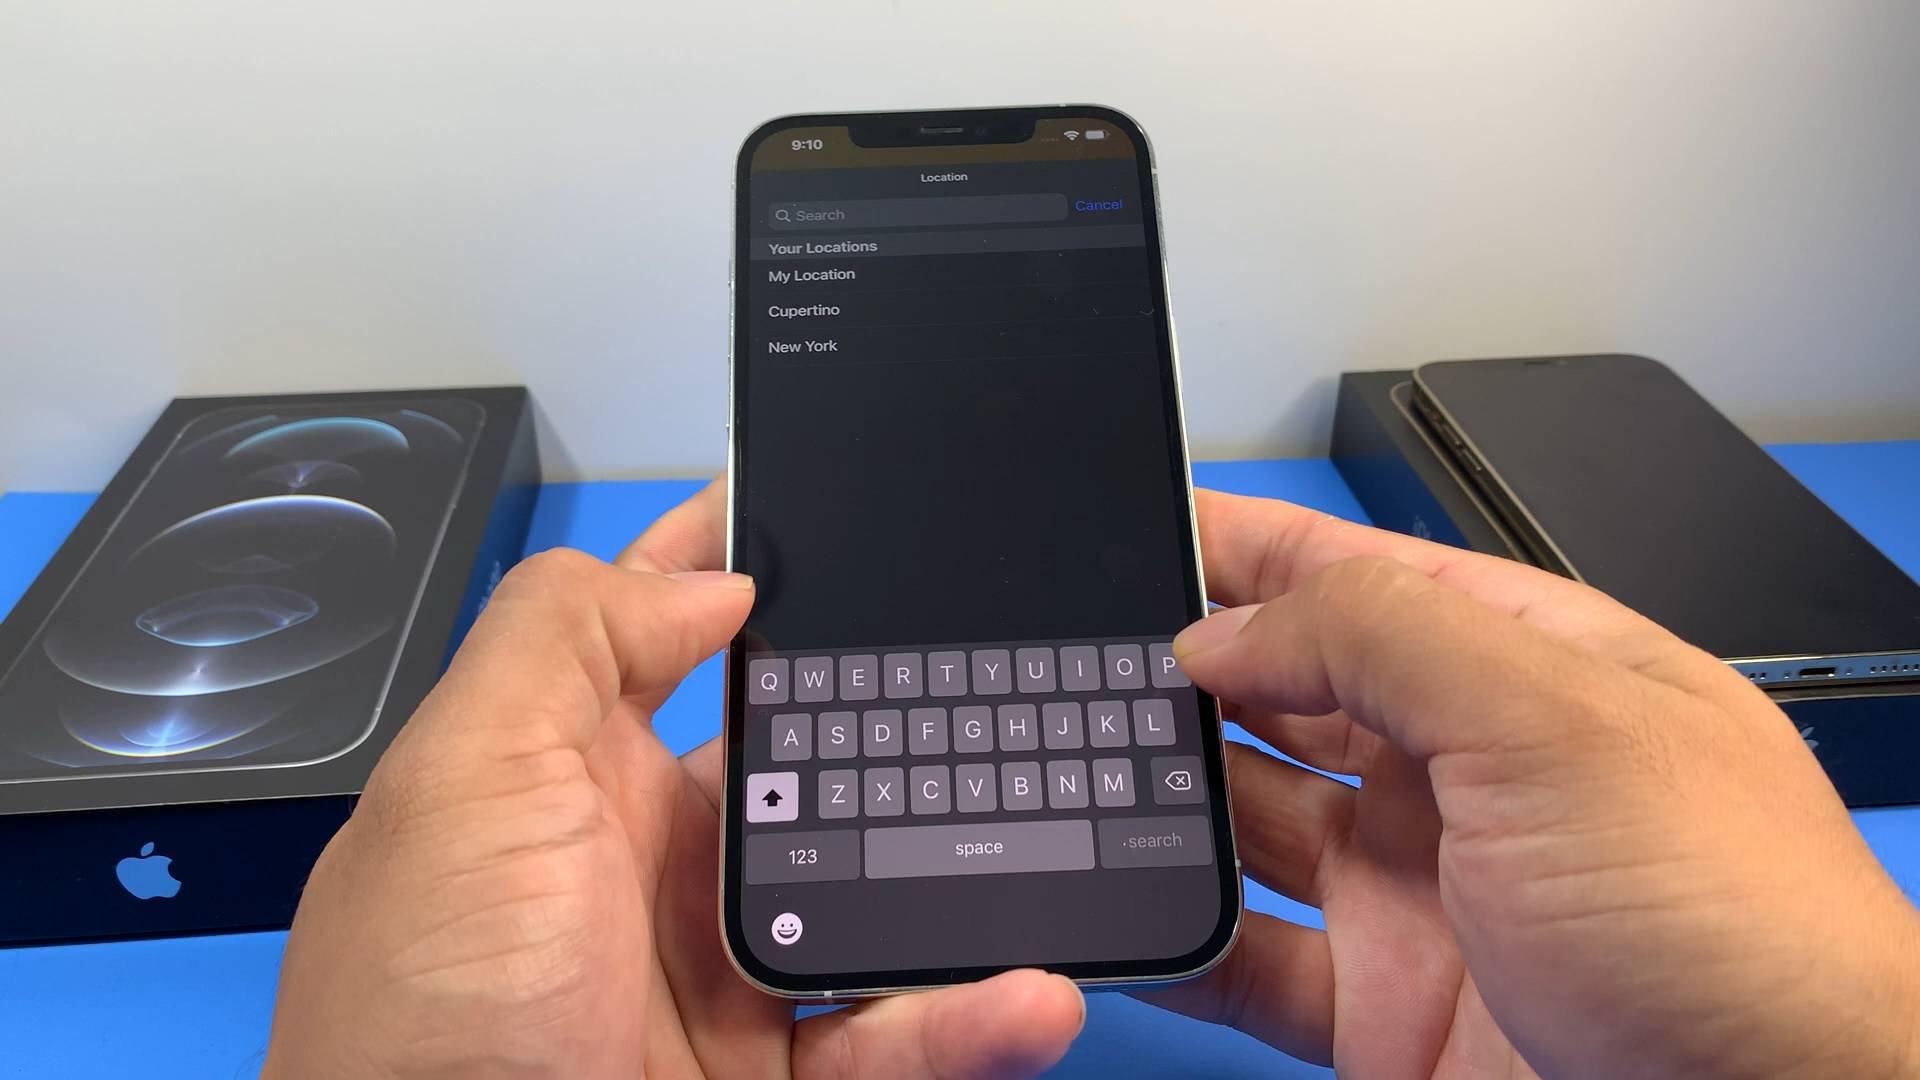 9:10
Location
Search Cancel
Your Locations
My Location
Cupertino
New York
Q W E R T Y U I O P
A S D F G H J K L
Z X C V B N M
123 space search